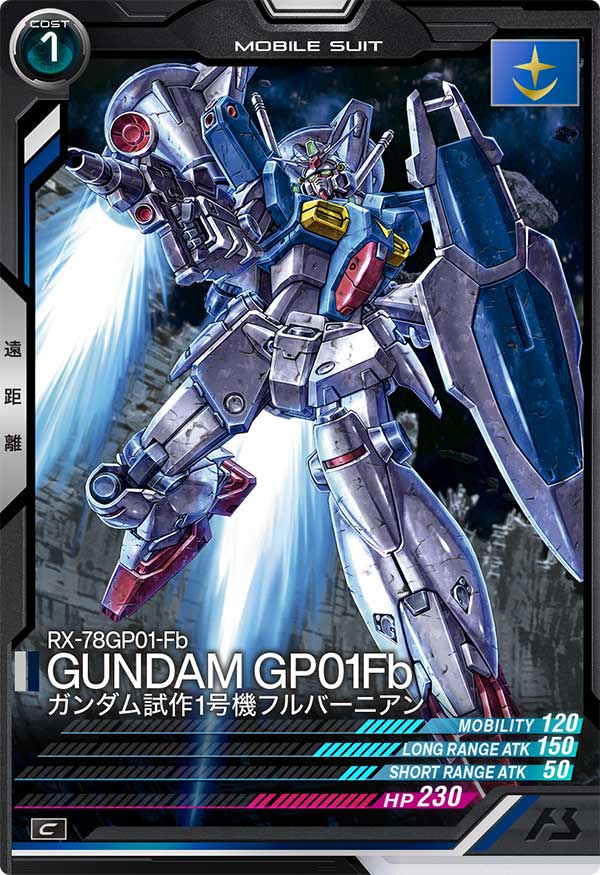 COST
1
MOBILE SUIT
遠距離
RX-78GP01-Fb
GUNDAM GP01Fb
ガンダム試作1号機フルバーニアン
MOBILITY 120
LONG RANGE ATK 150
SHORT RANGE ATK 50
HP 230
C